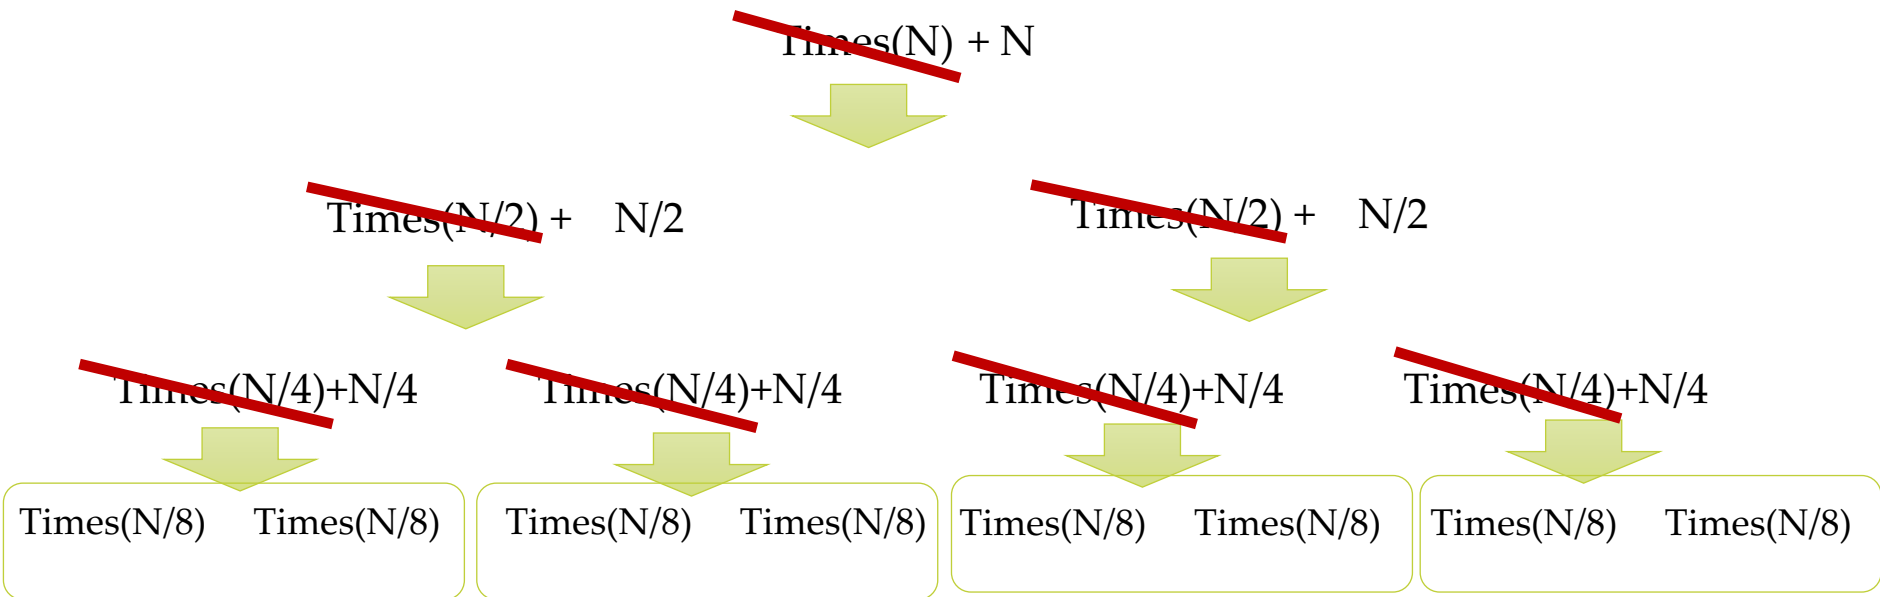 Times(N) + N
Times(N/2) + N/2 Times(N/2) + N/2
Times(N/4)+N/4 Times(N/4)+N/4 Times(N/4)+N/4 Times(N/4)+N/4
Times(N/8) Times(N/8) Times(N/8) Times(N/8) Times(N/8) Times(N/8) Times(N/8) Times(N/8)